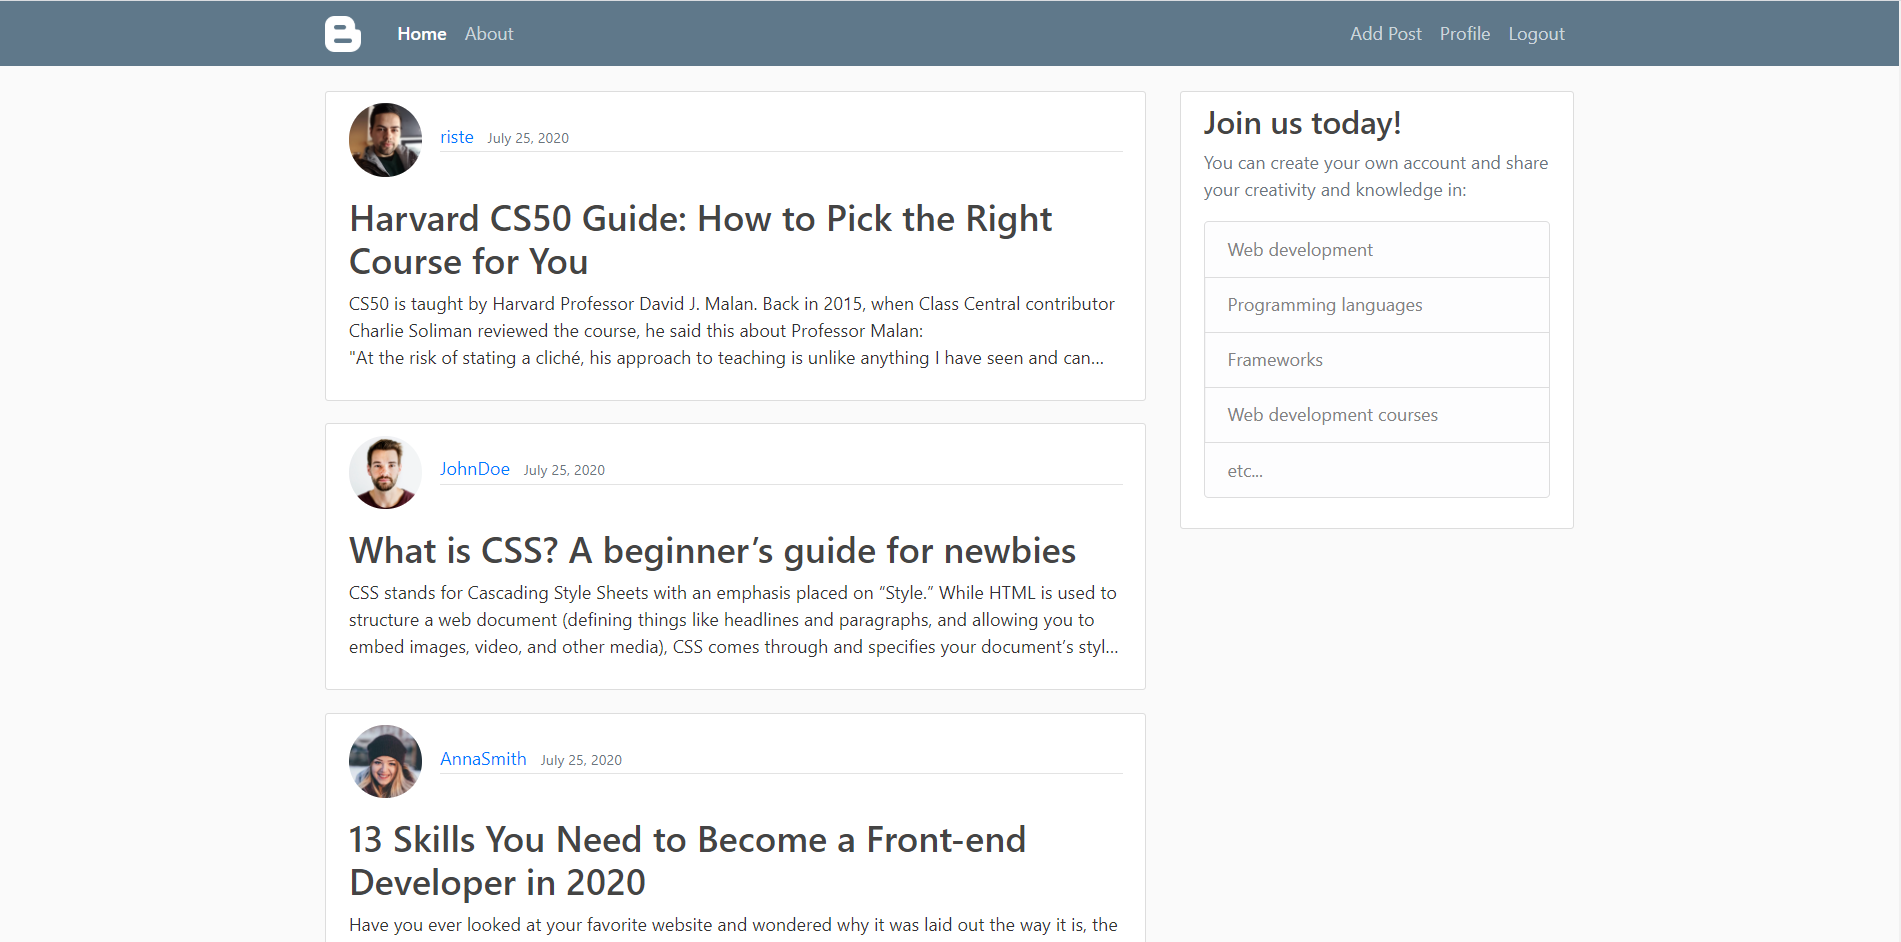 Home About Add Post Profile Logout
riste July 25, 2020
Harvard CS50 Guide: How to Pick the Right
Course for You
CS50 is taught by Harvard Professor David J. Malan. Back in 2015, when Class Central contributor
Charlie Soliman reviewed the course, he said this about Professor Malan:
"At the risk of stating a cliché, his approach to teaching is unlike anything I have seen and can...
JohnDoe July 25, 2020
What is CSS? A beginner’s guide for newbies
CSS stands for Cascading Style Sheets with an emphasis placed on “Style.” While HTML is used to
structure a web document (defining things like headlines and paragraphs, and allowing you to
embed images, video, and other media), CSS comes through and specifies your document’s styl...
AnnaSmith July 25, 2020
13 Skills You Need to Become a Front-end
Developer in 2020
Have you ever looked at your favorite website and wondered why it was laid out the way it is, the
Join us today!
You can create your own account and share
your creativity and knowledge in:
Web development
Programming languages
Frameworks
Web development courses
etc...